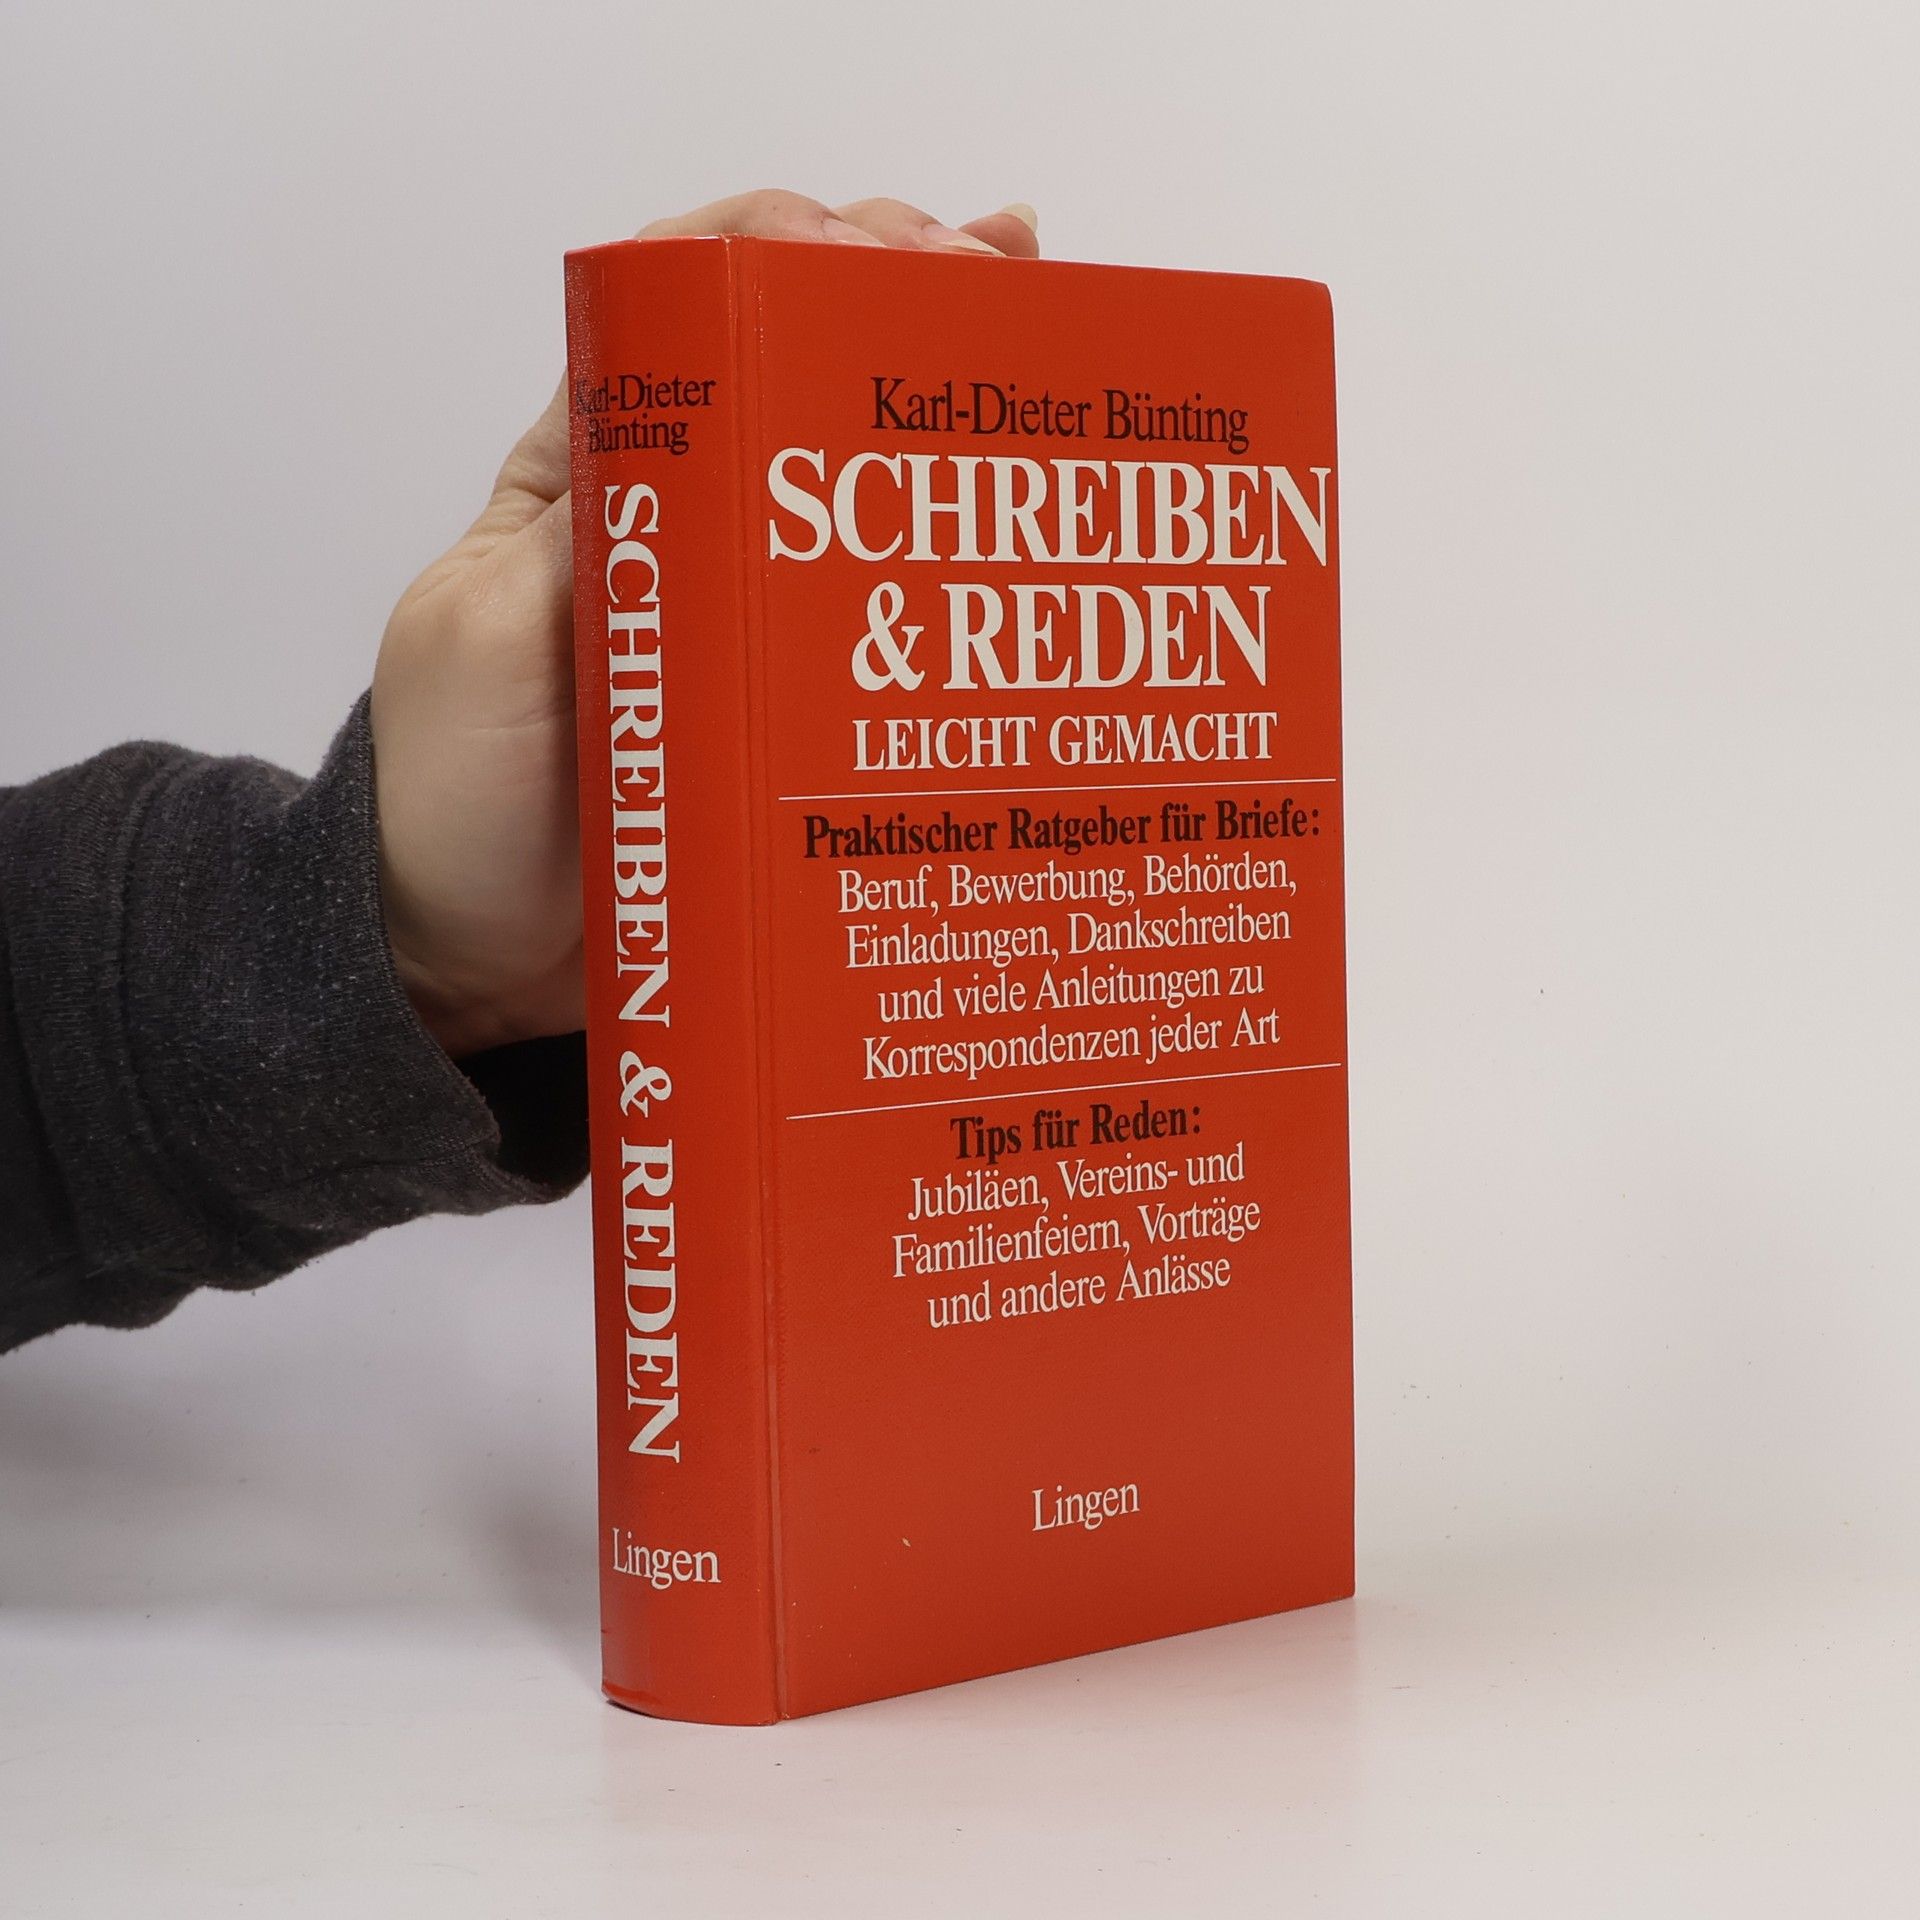 Karl-Dieter
Bünting
SCHREIBEN & REDEN
Lingen
Karl-Dieter Bünting
SCHREIBEN
& REDEN
LEICHT GEMACHT
Praktischer Ratgeber für Briefe:
Beruf, Bewerbung, Behörden,
Einladungen, Dankschreiben
und viele Anleitungen zu
Korrespondenzen jeder Art
Tips für Reden:
Jubiläen, Vereins- und
Familienfeiern, Vorträge
und andere Anlässe
Lingen